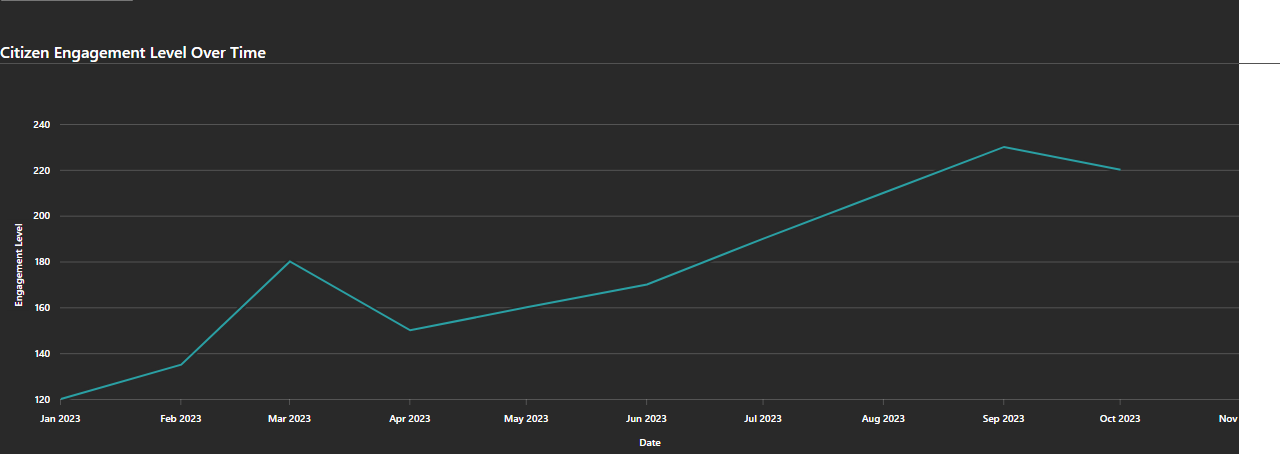 Citizen Engagement Level Over Time
240
220
200
180
160
140
120
Engagement Level
Jan 2023 Feb 2023 Mar 2023 Apr 2023 May 2023 Jun 2023 Jul 2023 Aug 2023 Sep 2023 Oct 2023 Nov
Date